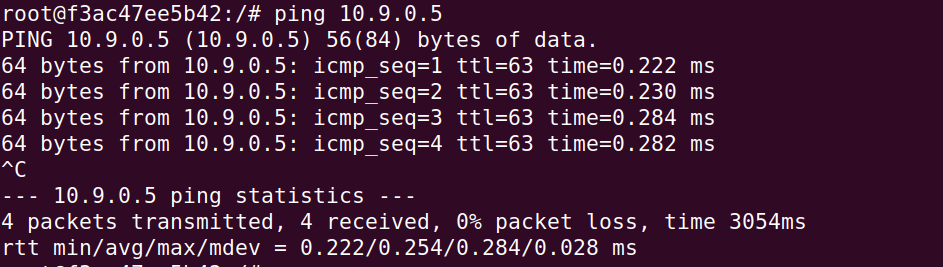 root@f3ac47ee5b42:/# ping 10.9.0.5
PING 10.9.0.5 (10.9.0.5) 56(84) bytes of data.
64 bytes from 10.9.0.5: icmp_seq=1 ttl=63 time=0.222 ms
64 bytes from 10.9.0.5: icmp_seq=2 ttl=63 time=0.230 ms
64 bytes from 10.9.0.5: icmp_seq=3 ttl=63 time=0.284 ms
64 bytes from 10.9.0.5: icmp_seq=4 ttl=63 time=0.282 ms
^C
--- 10.9.0.5 ping statistics ---
4 packets transmitted, 4 received, 0% packet loss, time 3054ms
rtt min/avg/max/mdev = 0.222/0.254/0.284/0.028 ms